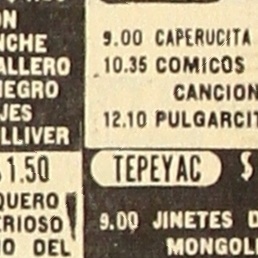 ON
NCHE
ALLERO
NEGRO
JES
LLIVER
1.50
QUERO
ERIOSO
NO DEL
9.00 CAPERUCITA
10.35 COMICOS
CANCION
12.10 PULGARCIT
TEPEYAC $
9.00 JINETES D
MONGOL